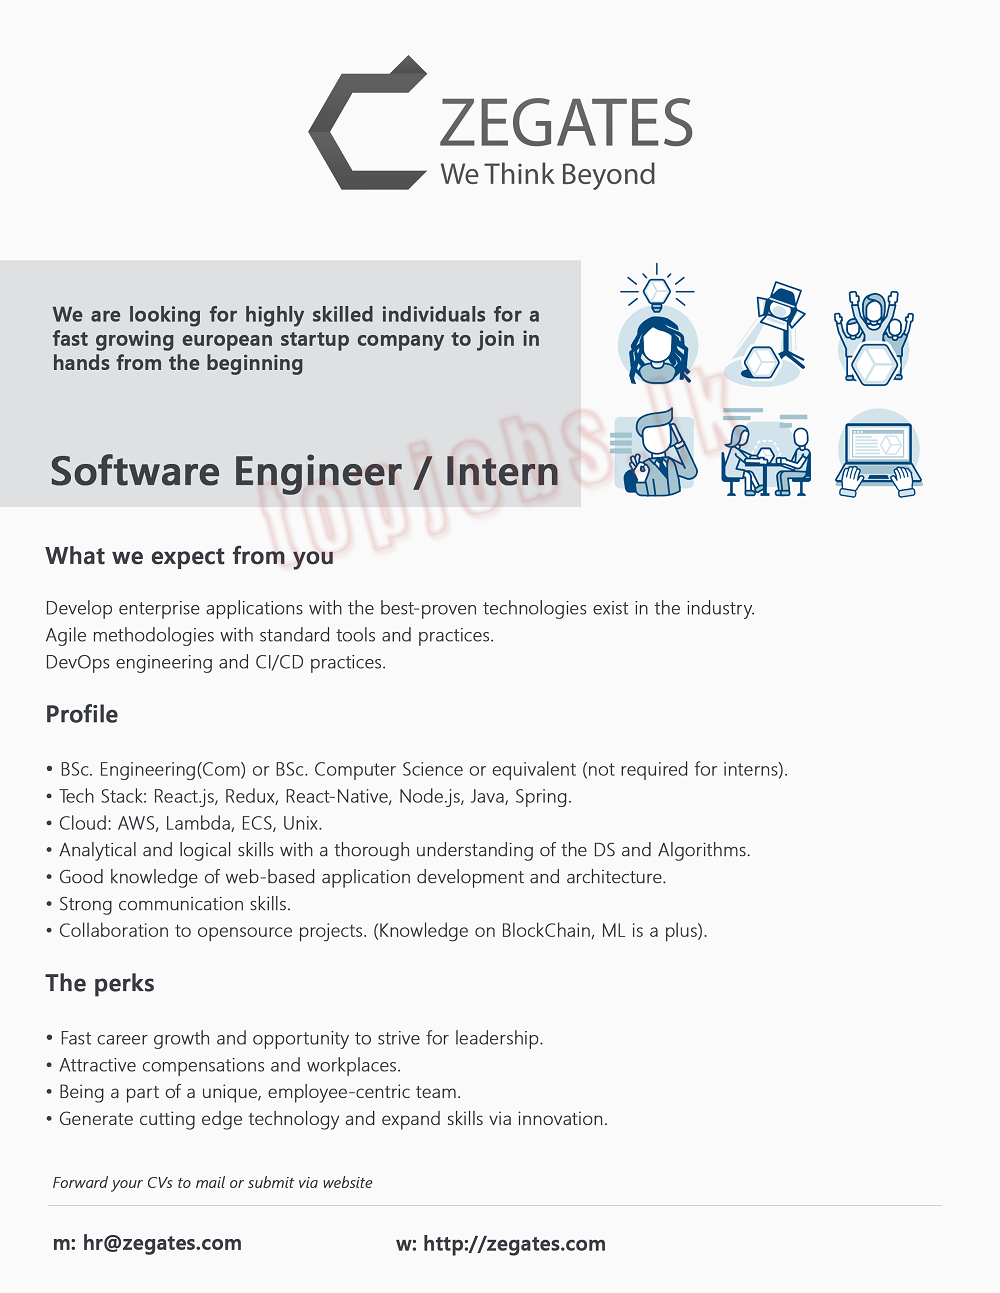 ZEGATES
We Think Beyond
We are looking for highly skilled individuals for a
fast growing european startup company to join in
hands from the beginning
Software Engineer / Intern
topjobs.lk
What we expect from you
Develop enterprise applications with the best-proven technologies exist in the industry.
Agile methodologies with standard tools and practices.
DevOps engineering and CI/CD practices.
Profile
• BSc. Engineering(Com) or BSc. Computer Science or equivalent (not required for interns).
• Tech Stack: React.js, Redux, React-Native, Node.js, Java, Spring.
• Cloud: AWS, Lambda, ECS, Unix.
• Analytical and logical skills with a thorough understanding of the DS and Algorithms.
• Good knowledge of web-based application development and architecture.
• Strong communication skills.
• Collaboration to opensource projects. (Knowledge on BlockChain, ML is a plus).
The perks
• Fast career growth and opportunity to strive for leadership.
• Attractive compensations and workplaces.
• Being a part of a unique, employee-centric team.
• Generate cutting edge technology and expand skills via innovation.
Forward your CVs to mail or submit via website
m: hr@zegates.com
w: http://zegates.com